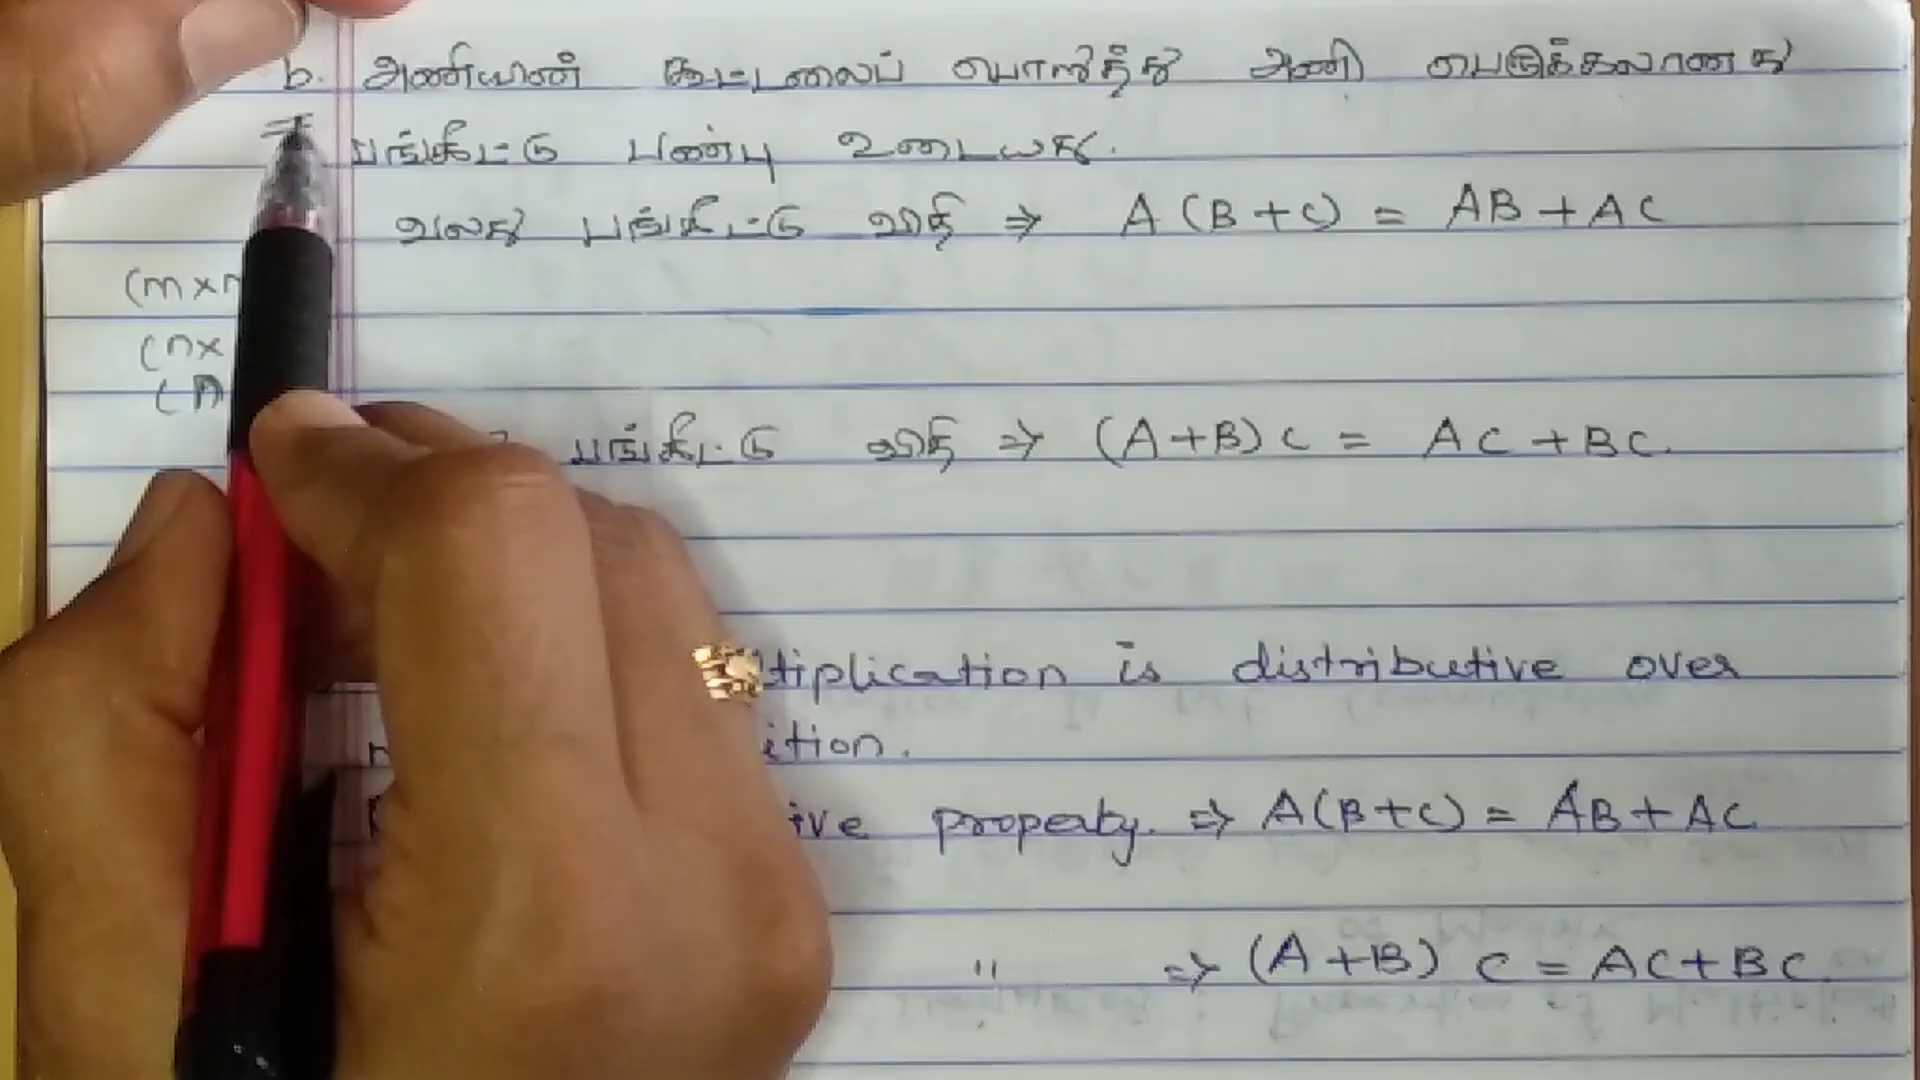 b. அணியின் கூட்டலைப் பொறுத்து அணி பெருக்கலானது
பங்கீட்டு பண்பு உடையது.
வலது பங்கீட்டு விதி ⇒ A (B + C) = AB + AC
(m×
(n×
பங்கீட்டு விதி ⇒ (A+B) C = AC + BC.
tiplication is distributive over
ition.
ive property. ⇒ A(B+C) = AB + AC
" ⇒ (A+B) C = AC + BC